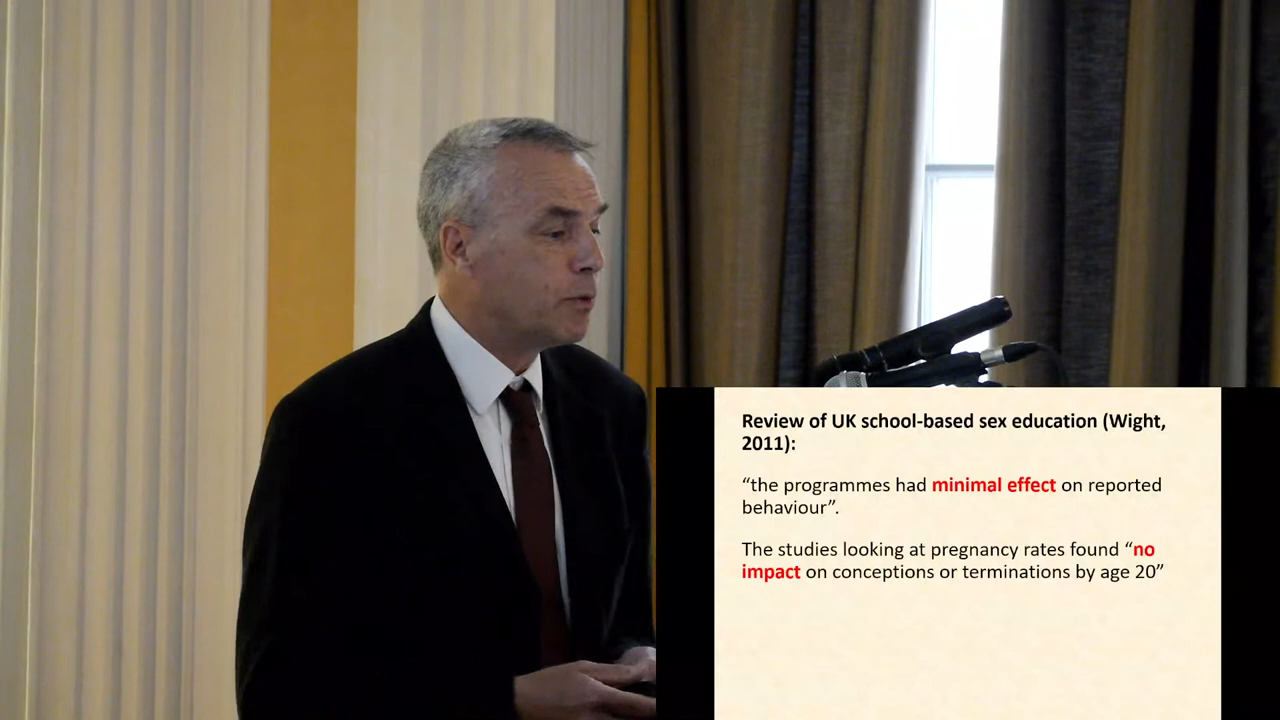 Review of UK school-based sex education (Wight,
2011):
“the programmes had minimal effect on reported
behaviour”.
The studies looking at pregnancy rates found “no
impact on conceptions or terminations by age 20”